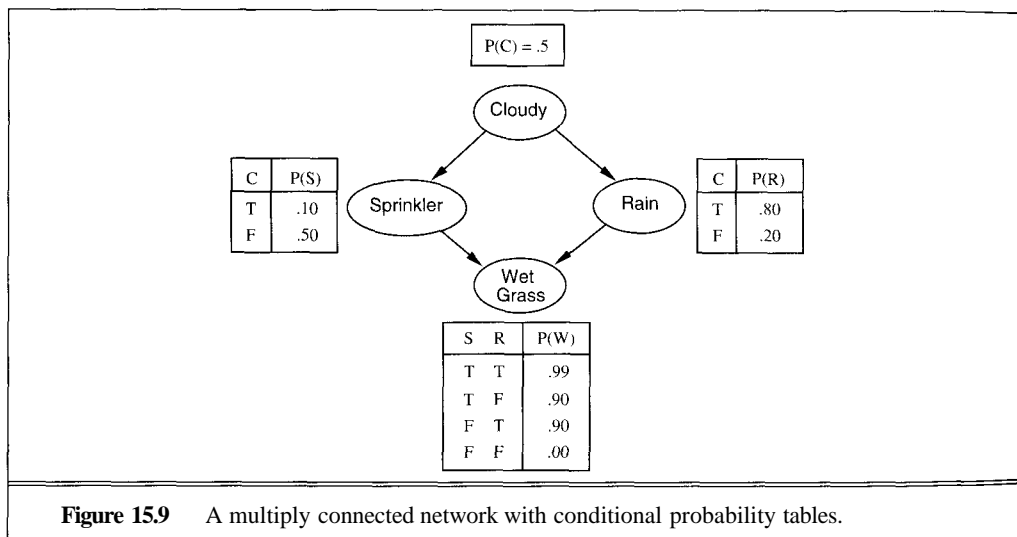 P(C) = .5
Cloudy
C P(S)
T .10
F .50
Sprinkler
Rain
C P(R)
T .80
F .20
Wet
Grass
S R P(W)
T T .99
T F .90
F T .90
F F .00
Figure 15.9 A multiply connected network with conditional probability tables.